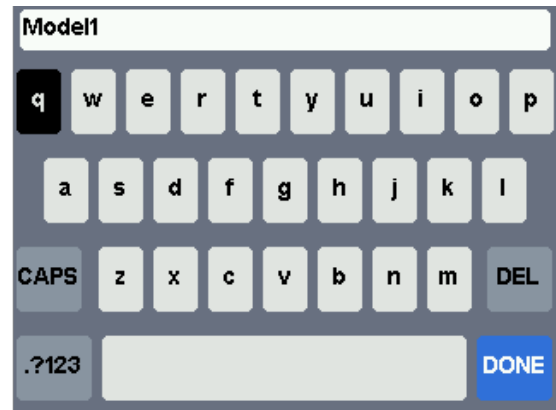 Model1
q w e r t y u i o p
a s d f g h j k l
CAPS z x c v b n m DEL
.?123 DONE